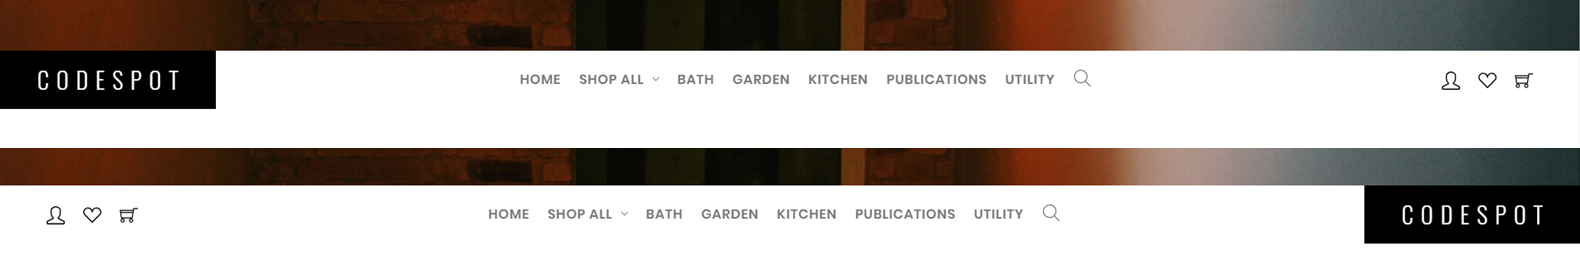 CODESPOT HOME SHOP ALL BATH GARDEN KITCHEN PUBLICATIONS UTILITY
HOME SHOP ALL BATH GARDEN KITCHEN PUBLICATIONS UTILITY CODESPOT